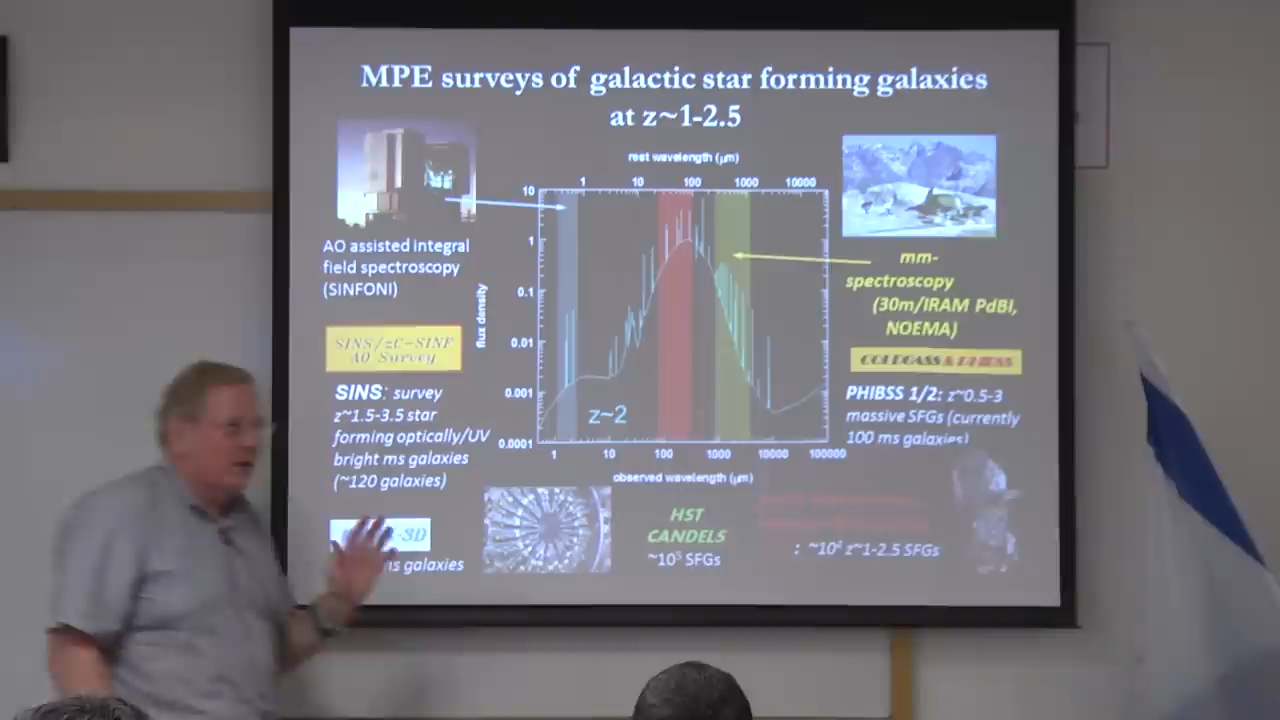 MPE surveys of galactic star forming galaxies
at z~1-2.5
rest wavelength (μm)
1 10 100 1000 10000
10
1
0.1
0.01
0.001
0.0001
flux density
z~2
1 10 100 1000 10000 100000
observed wavelength (μm)
AO assisted integral
field spectroscopy
(SINFONI)
SINS/zC-SINF
AO Survey
SINS: survey
z~1.5-3.5 star
forming optically/UV
bright ms galaxies
(~120 galaxies)
-3D
ms galaxies
mm-
spectroscopy
(30m/IRAM PdBI,
NOEMA)
COLDGASS & PHIBSS
PHIBSS 1/2: z~0.5-3
massive SFGs (currently
100 ms galaxies)
HST
CANDELS
~10⁵ SFGs
: ~10⁴ z~1-2.5 SFGs